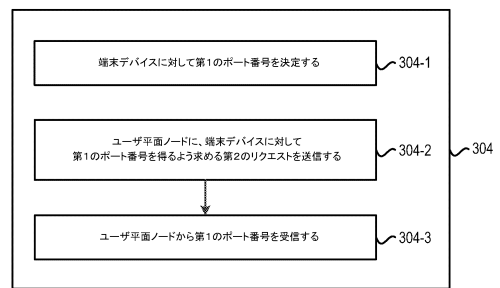 端末デバイスに対して第1のポート番号を決定する
304-1
ユーザ平面ノードに、端末デバイスに対して
第1のポート番号を得るよう求める第2のリクエストを送信する
304-2
304
ユーザ平面ノードから第1のポート番号を受信する
304-3